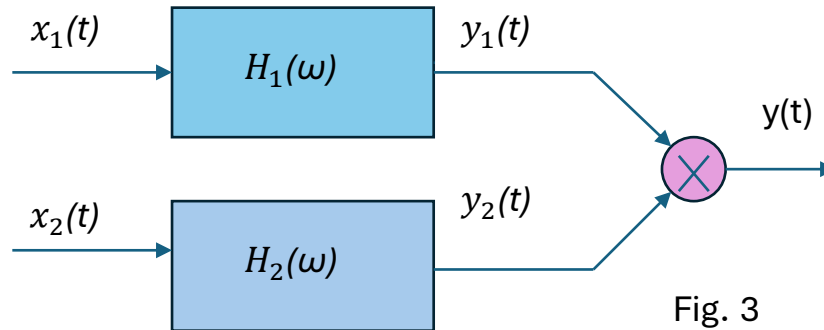 x₁(t) y₁(t)
H₁(ω)
y(t)
x₂(t) y₂(t)
H₂(ω)
Fig. 3